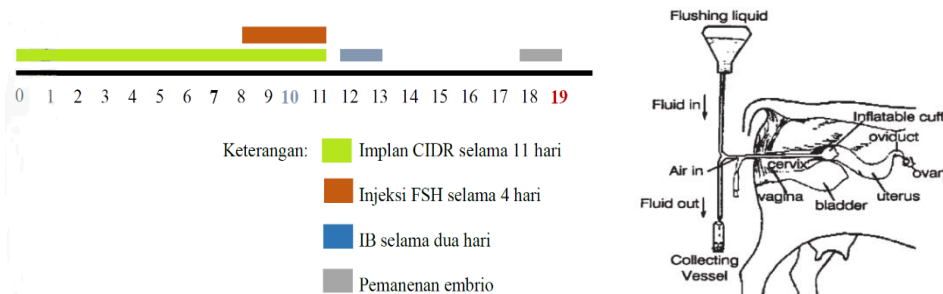 0 1 2 3 4 5 6 7 8 9 10 11 12 13 14 15 16 17 18 19
Keterangan:
Implan CIDR selama 11 hari
Injeksi FSH selama 4 hari
IB selama dua hari
Pemanenan embrio
Flushing liquid
Fluid in
Inflatable cuff
oviduct
Air in
cervix
ovar
vagina
bladder
uterus
Fluid out
Collecting
Vessel